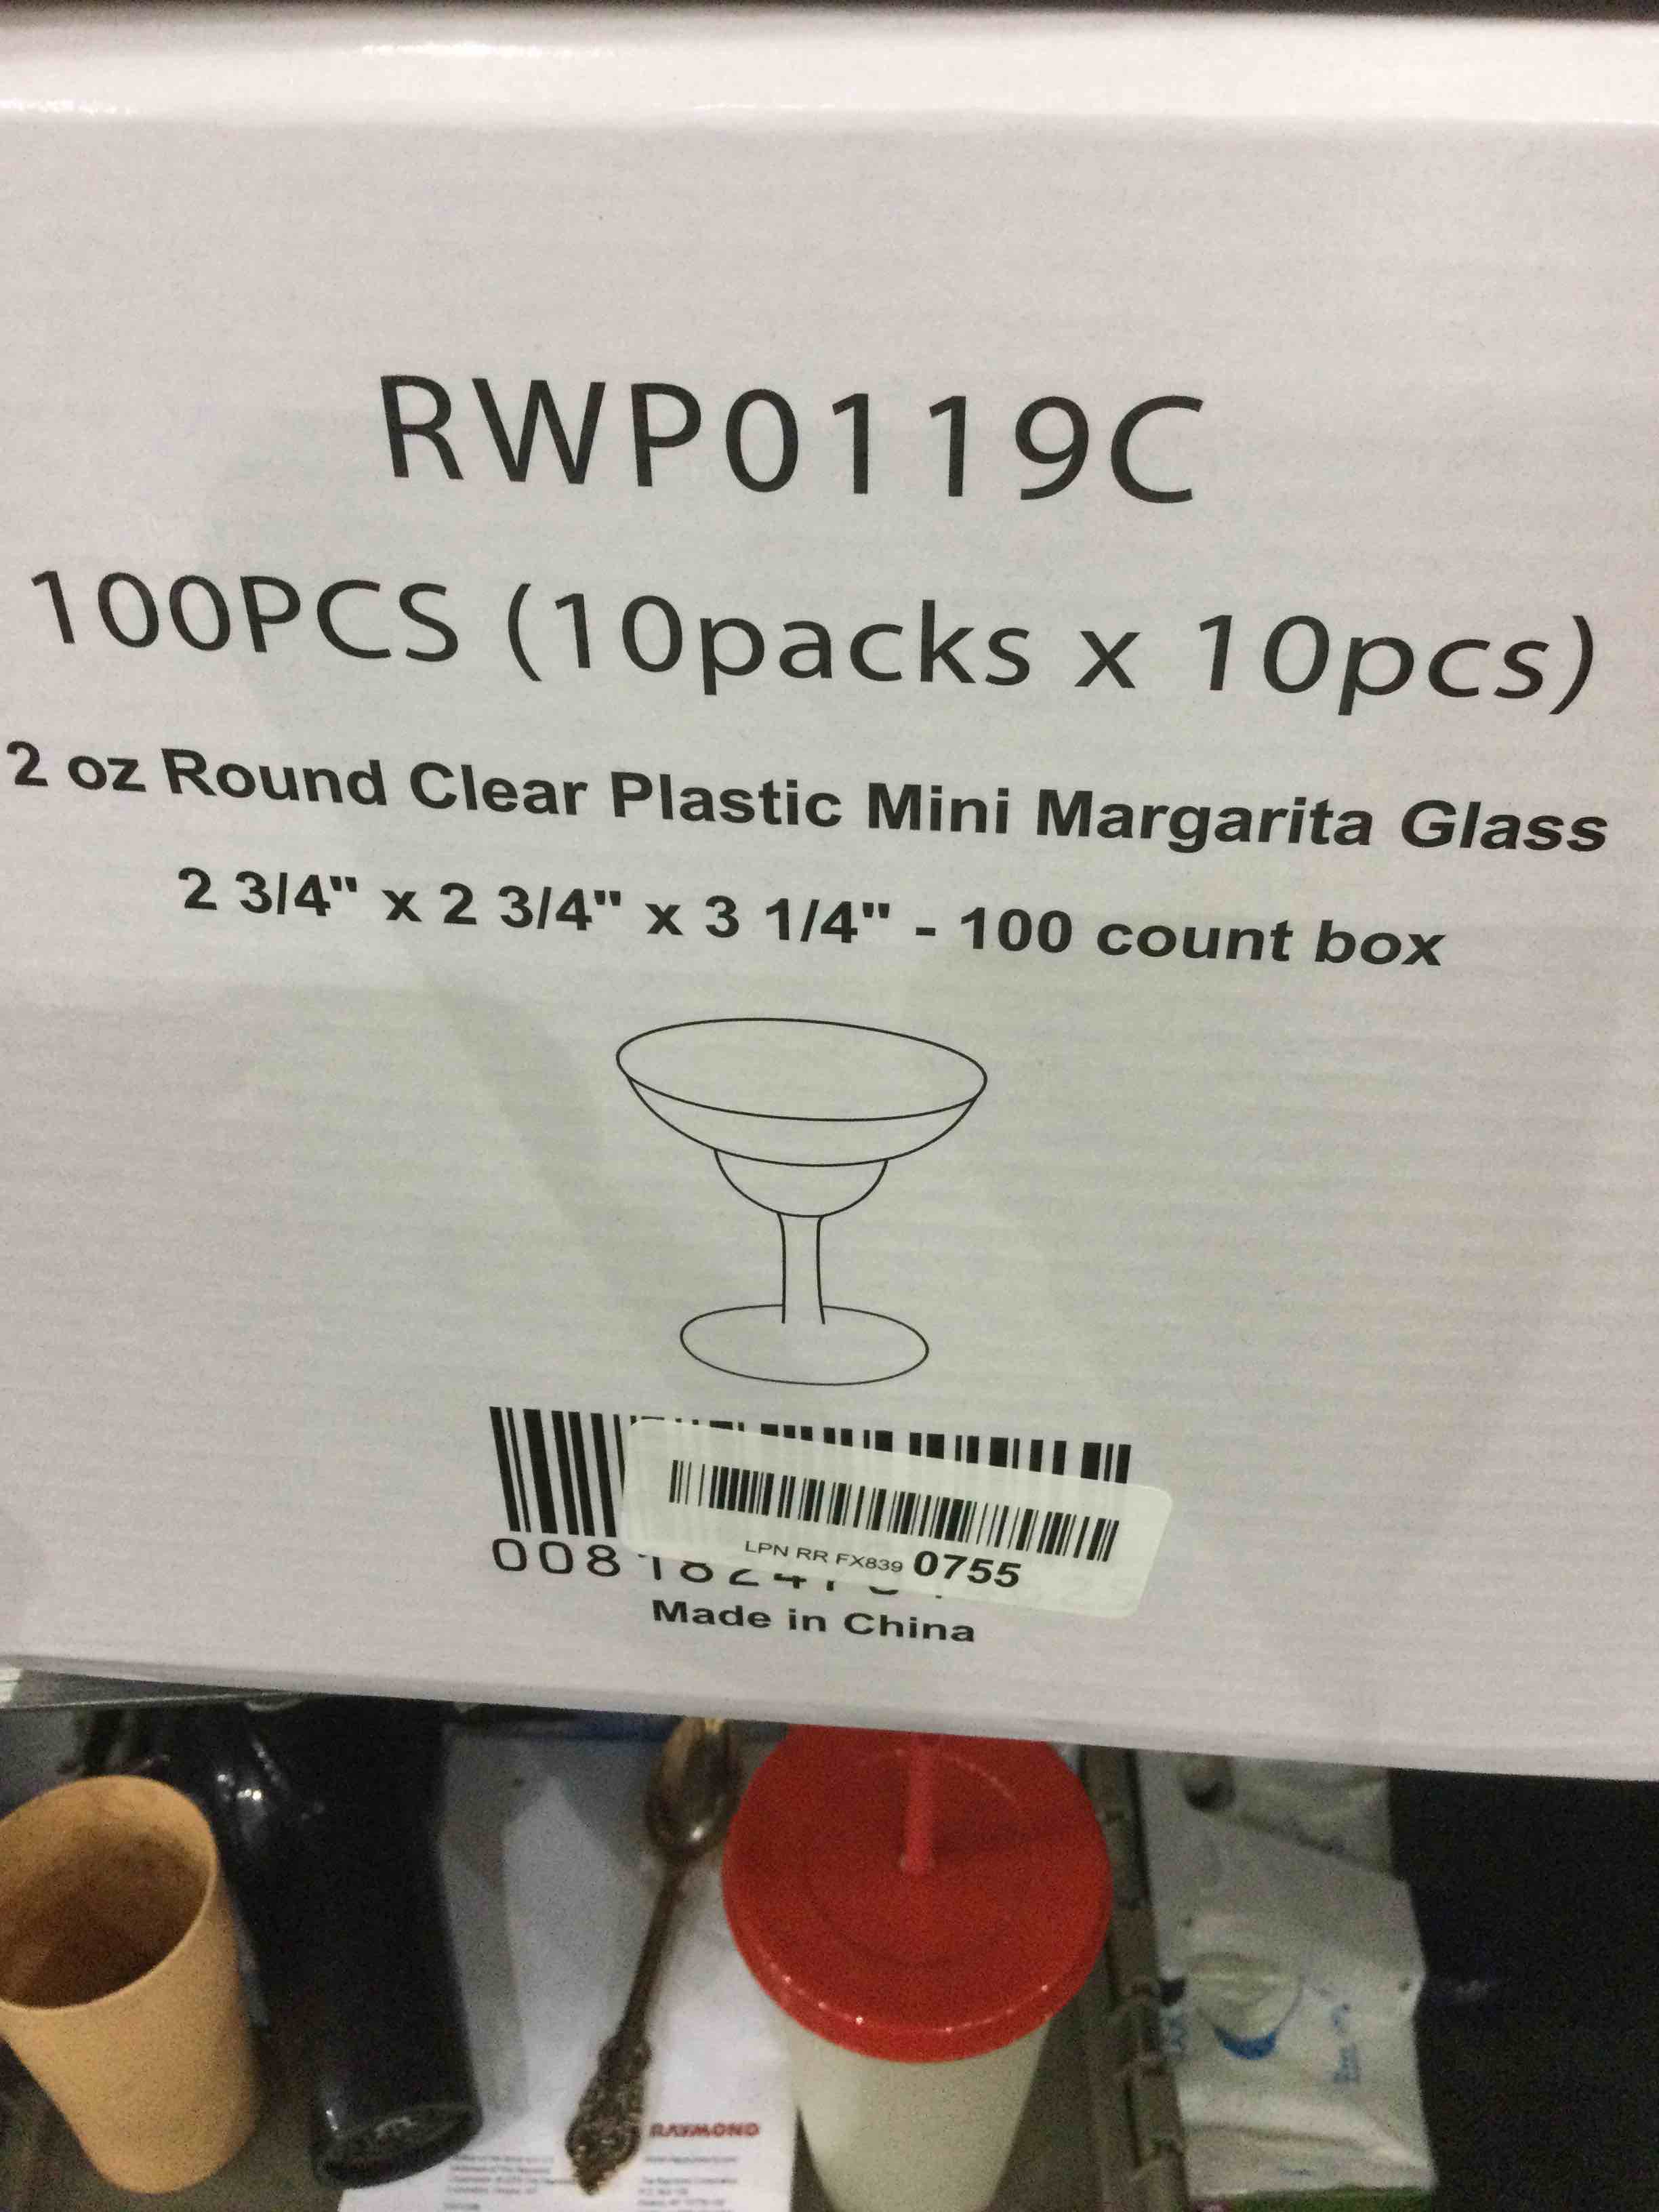 RWP0119C
100PCS (10packs x 10pcs)
2 oz Round Clear Plastic Mini Margarita Glass
2 3/4" x 2 3/4" x 3 1/4" - 100 count box
LPN RR FX839 0755
008
Made in China
RAYMOND